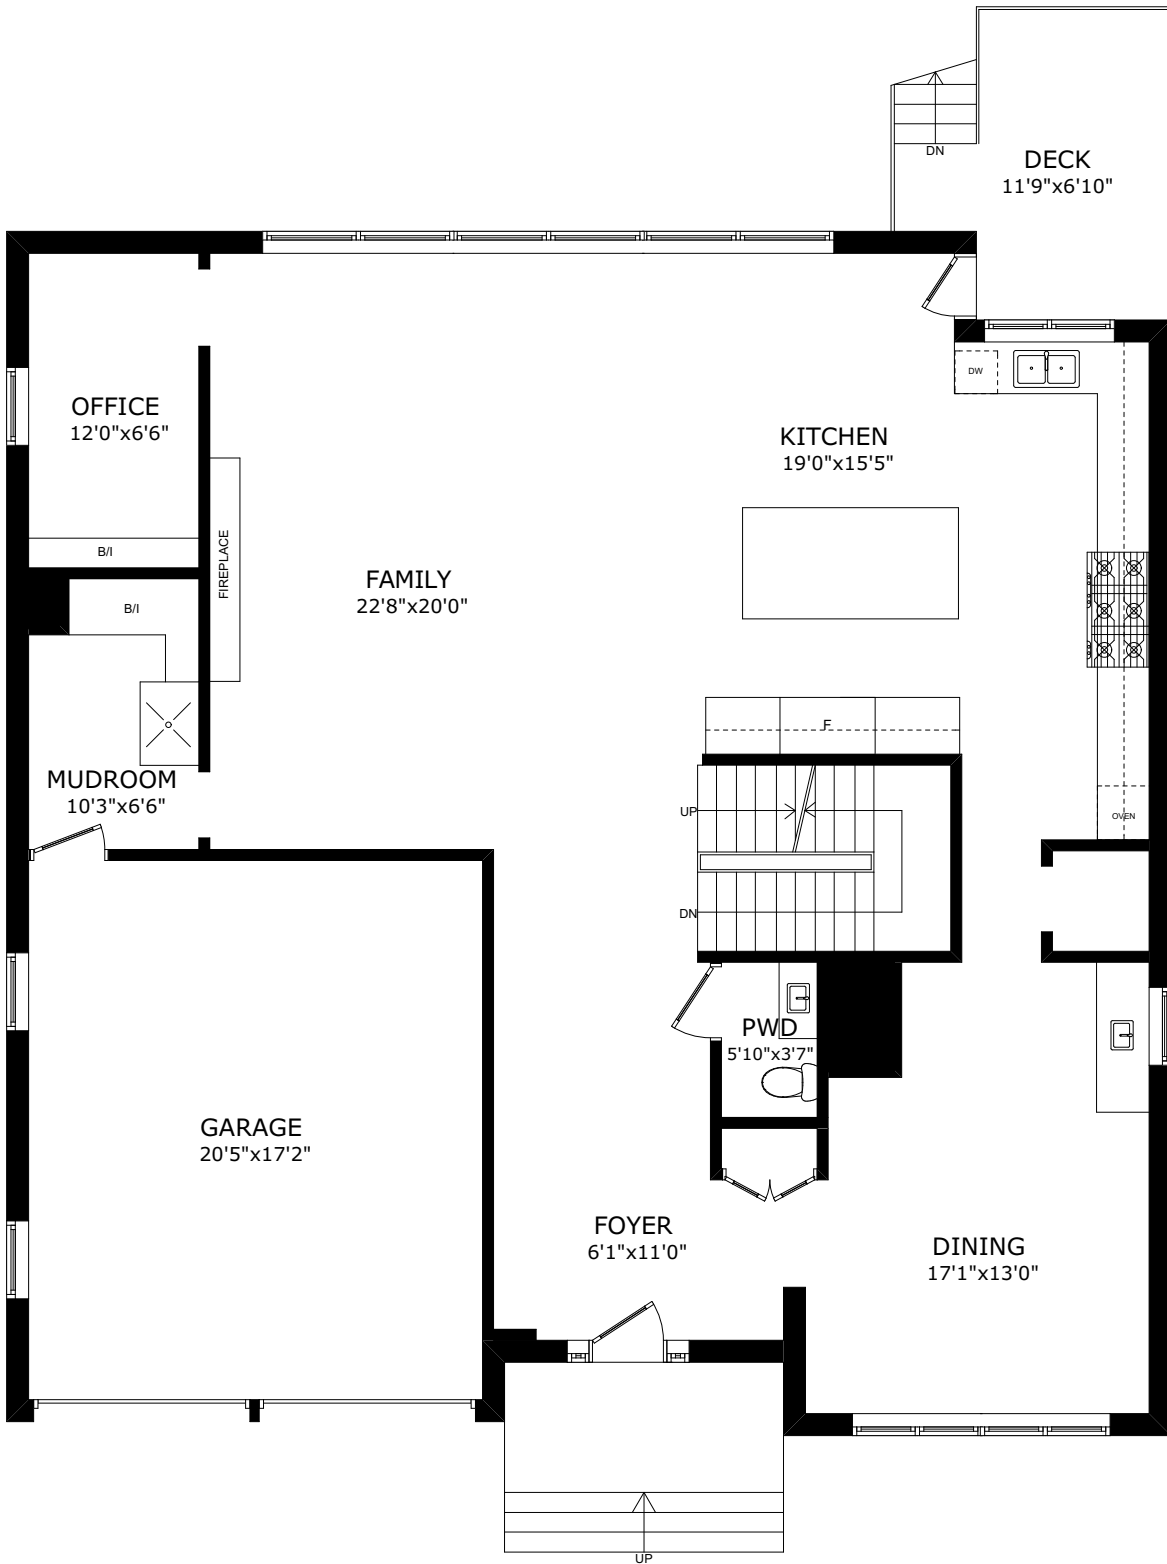 DN
DECK
11'9"x6'10"
DW
OFFICE
12'0"x6'6"
KITCHEN
19'0"x15'5"
B/I
FIREPLACE
FAMILY
22'8"x20'0"
B/I
F
MUDROOM
10'3"x6'6"
UP
OVEN
DN
PWD
5'10"x3'7"
GARAGE
20'5"x17'2"
FOYER
6'1"x11'0"
DINING
17'1"x13'0"
UP